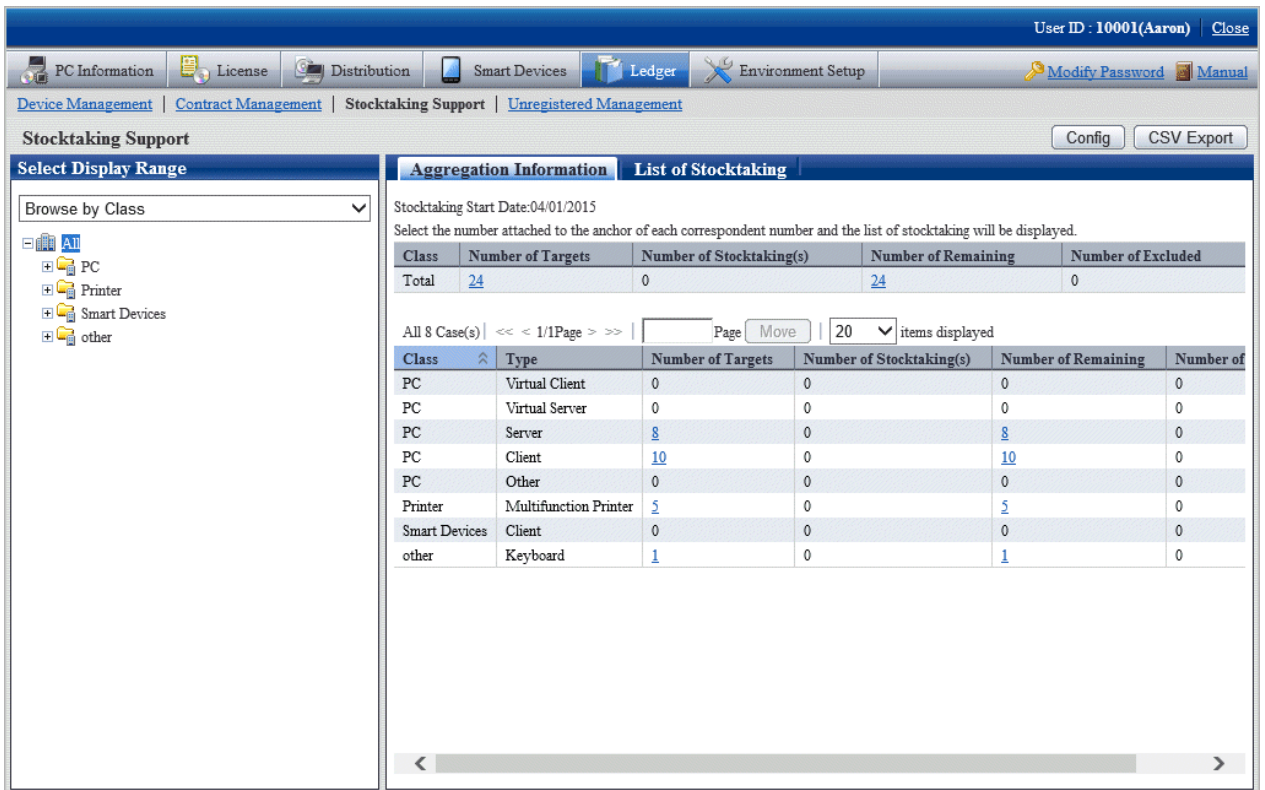 User ID : 10001(Aaron) Close
PC Information License Distribution Smart Devices Ledger Environment Setup Modify Password Manual
Device Management | Contract Management | Stocktaking Support | Unregistered Management
Stocktaking Support Config CSV Export
Select Display Range
Browse by Class
All
PC
Printer
Smart Devices
other
Aggregation Information List of Stocktaking
Stocktaking Start Date:04/01/2015
Select the number attached to the anchor of each correspondent number and the list of stocktaking will be displayed.
Class Number of Targets Number of Stocktaking(s) Number of Remaining Number of Excluded
Total 24 0 24 0
All 8 Case(s) | << < 1/1Page > >> | Page Move | 20 items displayed
Class Type Number of Targets Number of Stocktaking(s) Number of Remaining Number of
PC Virtual Client 0 0 0 0
PC Virtual Server 0 0 0 0
PC Server 8 0 8 0
PC Client 10 0 10 0
PC Other 0 0 0 0
Printer Multifunction Printer 5 0 5 0
Smart Devices Client 0 0 0 0
other Keyboard 1 0 1 0